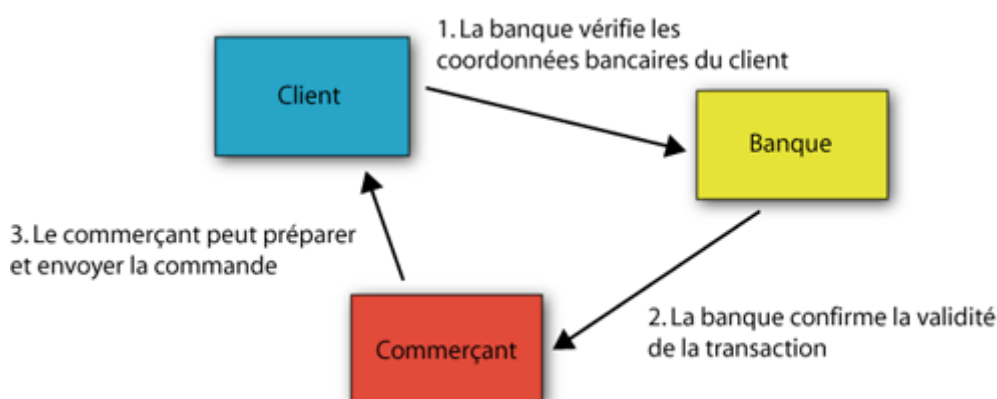 1. La banque vérifie les
coordonnées bancaires du client
Client
Banque
3. Le commerçant peut préparer
et envoyer la commande
2. La banque confirme la validité
de la transaction
Commerçant